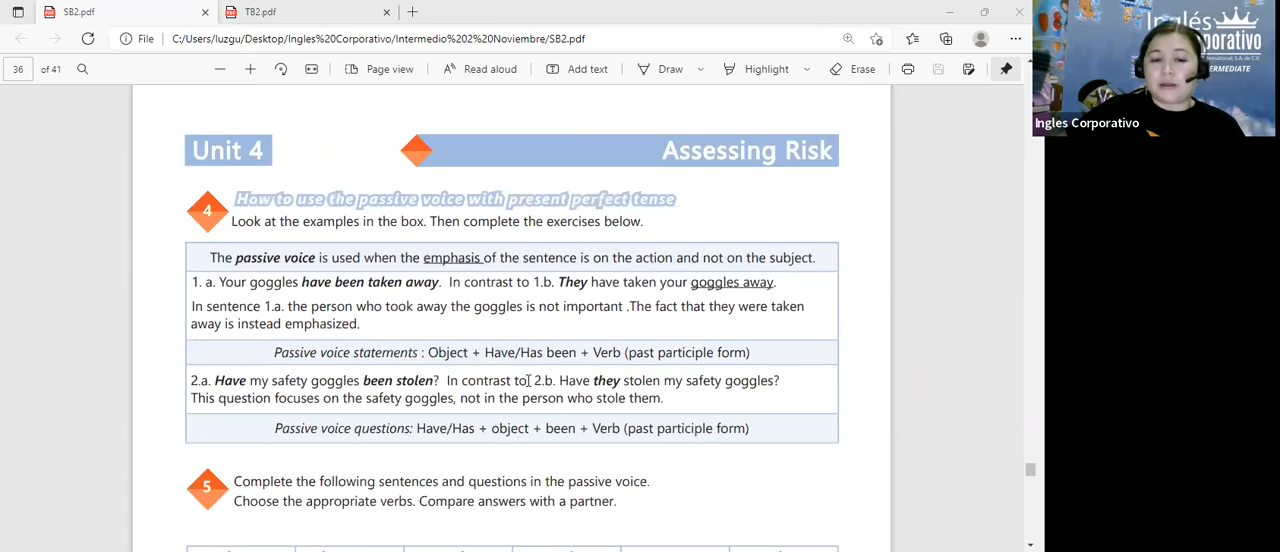 SB2.pdf
TB2.pdf
File
C:/Users/luzgu/Desktop/Ingles%20Corporativo/Intermedio%202%20Noviembre/SB2.pdf
36
of 41
Page view
Read aloud
Add text
Draw
Highlight
Erase
Inglés
orporativo
International, S.A. de C.V.
TERMEDIATE
Ingles Corporativo
Unit 4
Assessing Risk
4
How to use the passive voice with present perfect tense
Look at the examples in the box. Then complete the exercises below.
The passive voice is used when the emphasis of the sentence is on the action and not on the subject.
1. a. Your goggles have been taken away. In contrast to 1.b. They have taken your goggles away.
In sentence 1.a. the person who took away the goggles is not important .The fact that they were taken
away is instead emphasized.
Passive voice statements : Object + Have/Has been + Verb (past participle form)
2.a. Have my safety goggles been stolen? In contrast to 2.b. Have they stolen my safety goggles?
This question focuses on the safety goggles, not in the person who stole them.
Passive voice questions: Have/Has + object + been + Verb (past participle form)
5
Complete the following sentences and questions in the passive voice.
Choose the appropriate verbs. Compare answers with a partner.